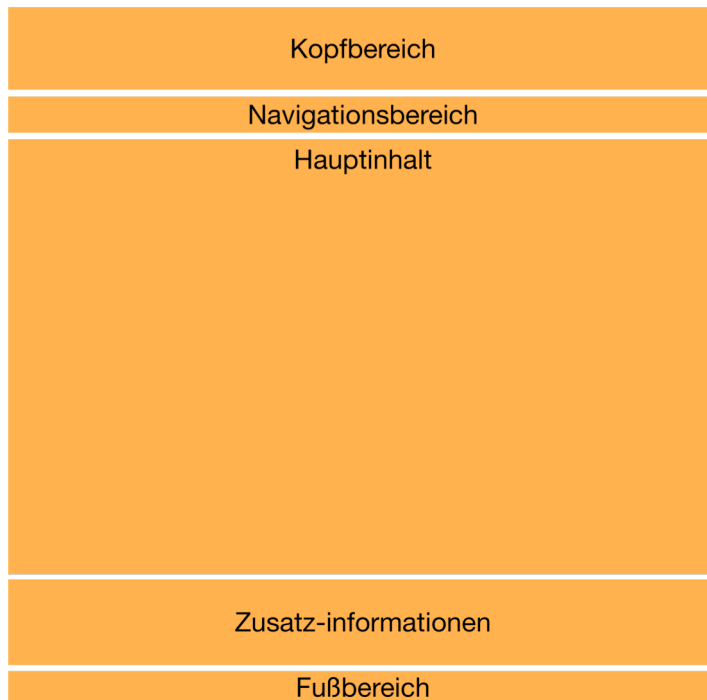 Kopfbereich
Navigationsbereich
Hauptinhalt
Zusatz-informationen
Fußbereich